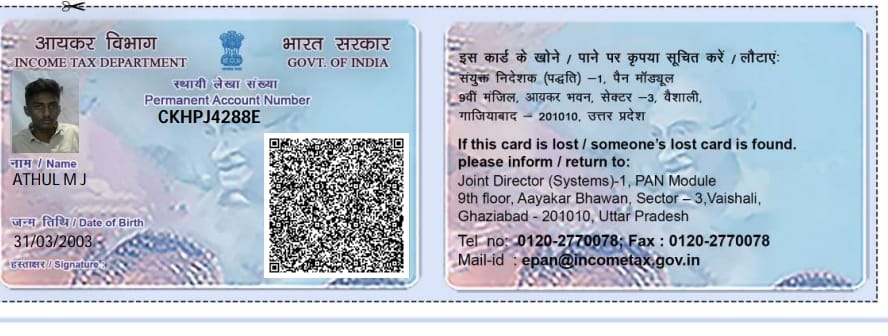 आयकर विभाग
INCOME TAX DEPARTMENT
भारत सरकार
GOVT. OF INDIA
स्थायी लेखा संख्या
Permanent Account Number
CKHPJ4288E
नाम / Name
ATHUL M J
जन्म तिथि / Date of Birth
31/03/2003
हस्ताक्षर / Signature :
इस कार्ड के खोने / पाने पर कृपया सूचित करें / लौटाएं:
संयुक्त निदेशक (पद्धति) –1, पैन मॉड्यूल
9वीं मंजिल, आयकर भवन, सेक्टर –3, वैशाली,
गाजियाबाद – 201010, उत्तर प्रदेश
If this card is lost / someone's lost card is found.
please inform / return to:
Joint Director (Systems)-1, PAN Module
9th floor, Aayakar Bhawan, Sector – 3,Vaishali,
Ghaziabad - 201010, Uttar Pradesh
Tel no: 0120-2770078; Fax : 0120-2770078
Mail-id : epan@incometax.gov.in